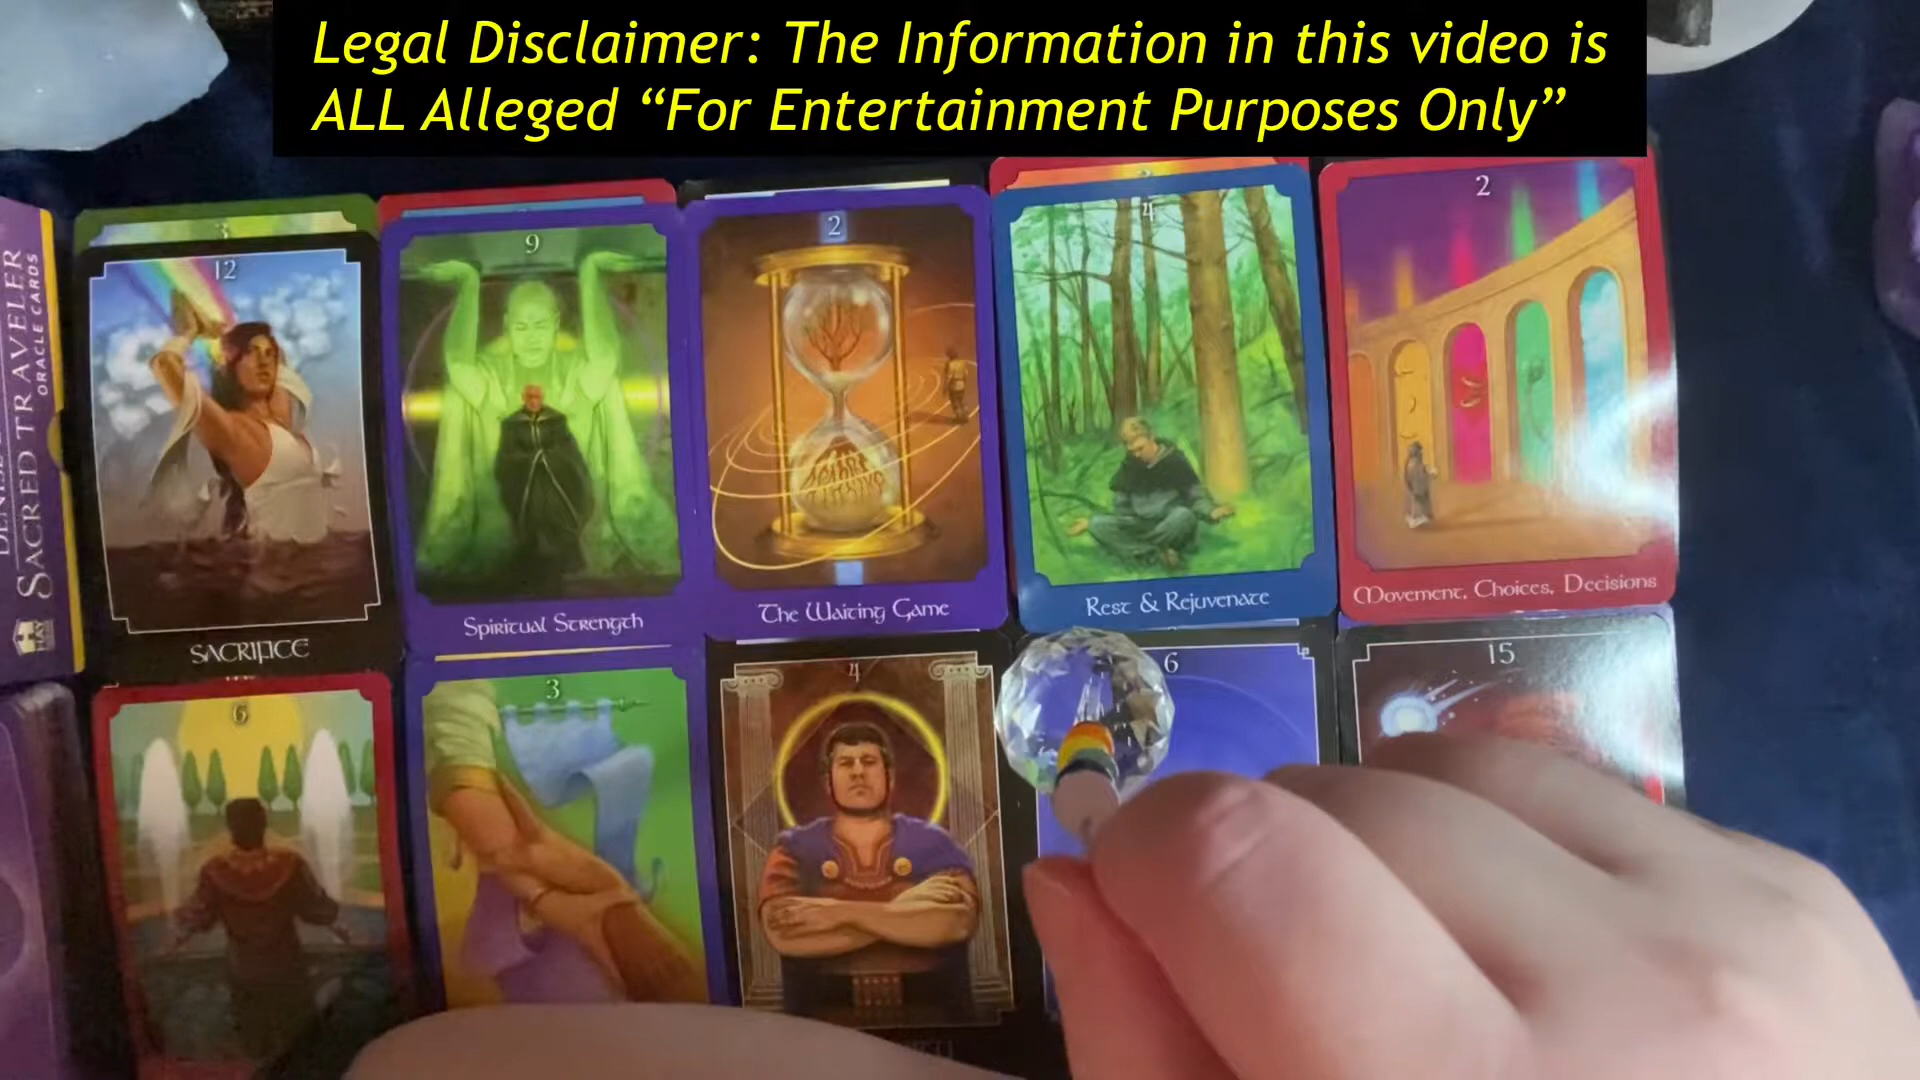 Legal Disclaimer: The Information in this video is
ALL Alleged “For Entertainment Purposes Only”
SACRED TRAVELER
ORACLE CARDS
HAY
3
12
SACRIFICE
9
Spiritual Strength
2
The Waiting Game
4
Rest & Rejuvenate
2
Movement, Choices, Decisions
6
3
4
6
15